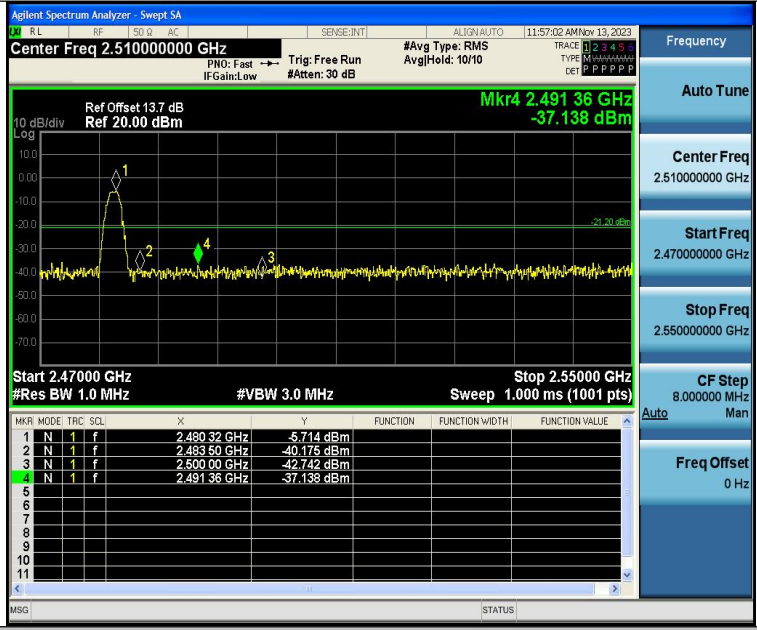 Agilent Spectrum Analyzer - Swept SA
LXI RL RF 50 Ω AC SENSE:INT ALIGNAUTO 11:57:02 AM Nov 13, 2023
Center Freq 2.510000000 GHz
PNO: Fast
IFGain:Low
Trig: Free Run
#Atten: 30 dB
#Avg Type: RMS
Avg|Hold: 10/10
TRACE 1 2 3 4 5 6
TYPE M
DET P P P P P P
Frequency
Auto Tune
Center Freq
2.510000000 GHz
Start Freq
2.470000000 GHz
Stop Freq
2.550000000 GHz
CF Step
8.000000 MHz
Auto Man
Freq Offset
0 Hz
Ref Offset 13.7 dB
10 dB/div Ref 20.00 dBm
Log
Mkr4 2.491 36 GHz
-37.138 dBm
10.0
0.00
-10.0
-20.0
-30.0
-40.0
-50.0
-60.0
-70.0
1
2
4
3
-21.20 dBm
Start 2.47000 GHz Stop 2.55000 GHz
#Res BW 1.0 MHz #VBW 3.0 MHz Sweep 1.000 ms (1001 pts)
MKR MODE TRC SCL X Y FUNCTION FUNCTION WIDTH FUNCTION VALUE
1 N 1 f 2.480 32 GHz -5.714 dBm
2 N 1 f 2.483 50 GHz -40.175 dBm
3 N 1 f 2.500 00 GHz -42.742 dBm
4 N 1 f 2.491 36 GHz -37.138 dBm
5
6
7
8
9
10
11
MSG STATUS